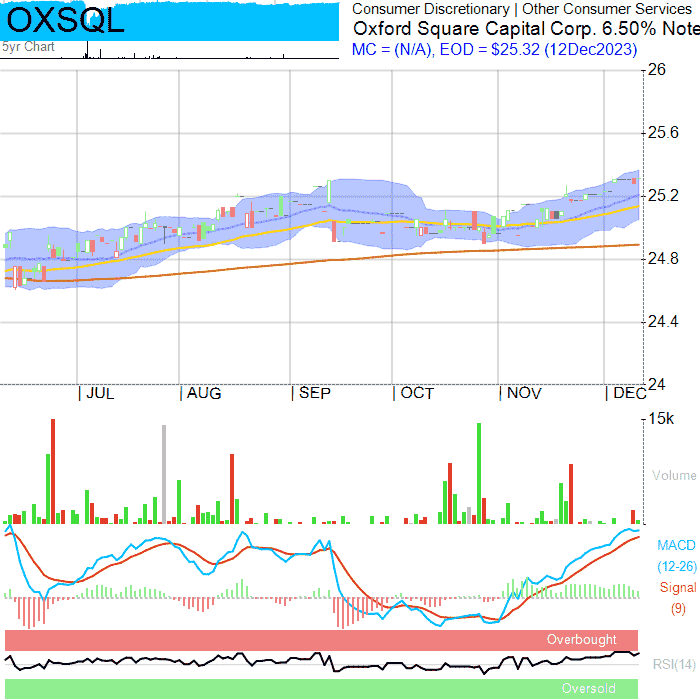 OXSQL
5yr Chart
Consumer Discretionary | Other Consumer Services
Oxford Square Capital Corp. 6.50% Note
MC = (N/A), EOD = $25.32 (12Dec2023)
26
25.6
25.2
24.8
24.4
24
| JUL | AUG | SEP | OCT | NOV | DEC
15k
Volume
MACD
(12-26)
Signal
(9)
Overbought
RSI(14)
Oversold